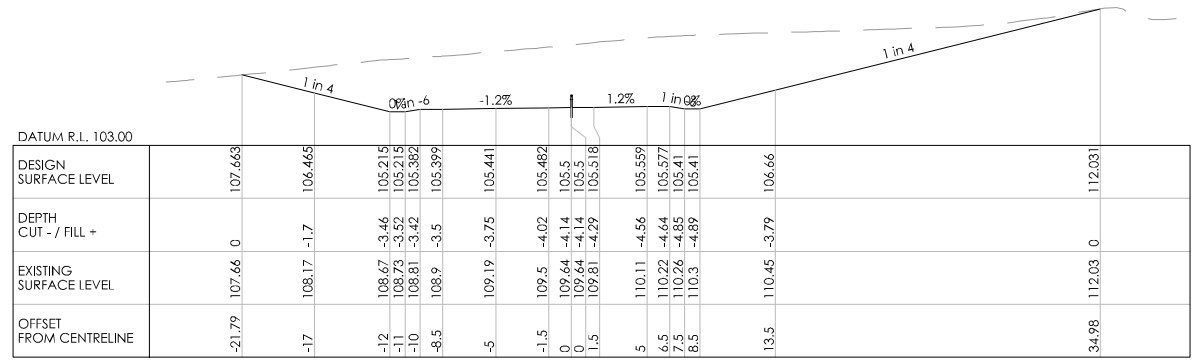 1 in 4
0%
1 in -6
-1.2%
1.2%
1 in
0%
1 in 4
DATUM R.L. 103.00
DESIGN
SURFACE LEVEL
107.663 106.465 105.215 105.215 105.382 105.399 105.441 105.482 105.5 105.5 105.518 105.559 105.577 105.41 105.41 106.66 112.031
DEPTH
CUT - / FILL +
0 -1.7 -3.46 -3.52 -3.42 -3.5 -3.75 -4.02 -4.14 -4.14 -4.29 -4.56 -4.64 -4.85 -4.89 -3.79 0
EXISTING
SURFACE LEVEL
107.66 108.17 108.67 108.73 108.81 108.9 109.19 109.5 109.64 109.64 109.81 110.11 110.22 110.26 110.3 110.45 112.03
OFFSET
FROM CENTRELINE
-21.79 -17 -12 -11 -10 -8.5 -5 -1.5 0 0 1.5 5 6.5 7.5 8.5 13.5 34.98